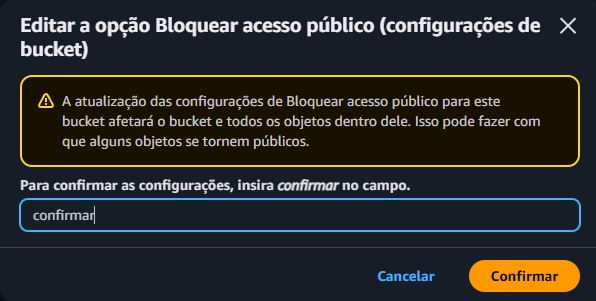 Editar a opção Bloquear acesso público (configurações de
bucket)
A atualização das configurações de Bloquear acesso público para este
bucket afetará o bucket e todos os objetos dentro dele. Isso pode fazer com
que alguns objetos se tornem públicos.
Para confirmar as configurações, insira confirmar no campo.
confirmar
Cancelar
Confirmar